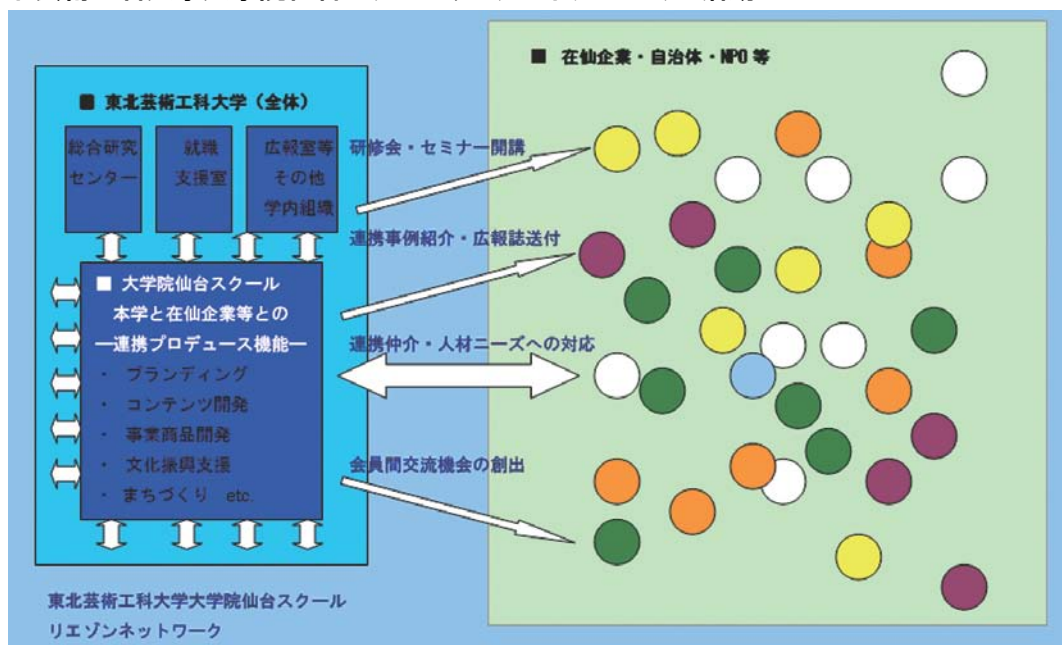 ■ 東北芸術工科大学（全体）
総合研究
センター
就職
支援室
広報室等
その他
学内組織
■ 大学院仙台スクール
本学と在仙企業等との
―連携プロデュース機能―
・ ブランディング
・ コンテンツ開発
・ 事業商品開発
・ 文化振興支援
・ まちづくり etc.
研修会・セミナー開講
連携事例紹介・広報誌送付
連携仲介・人材ニーズへの対応
会員間交流機会の創出
■ 在仙企業・自治体・NPO 等
東北芸術工科大学大学院仙台スクール
リエゾンネットワーク